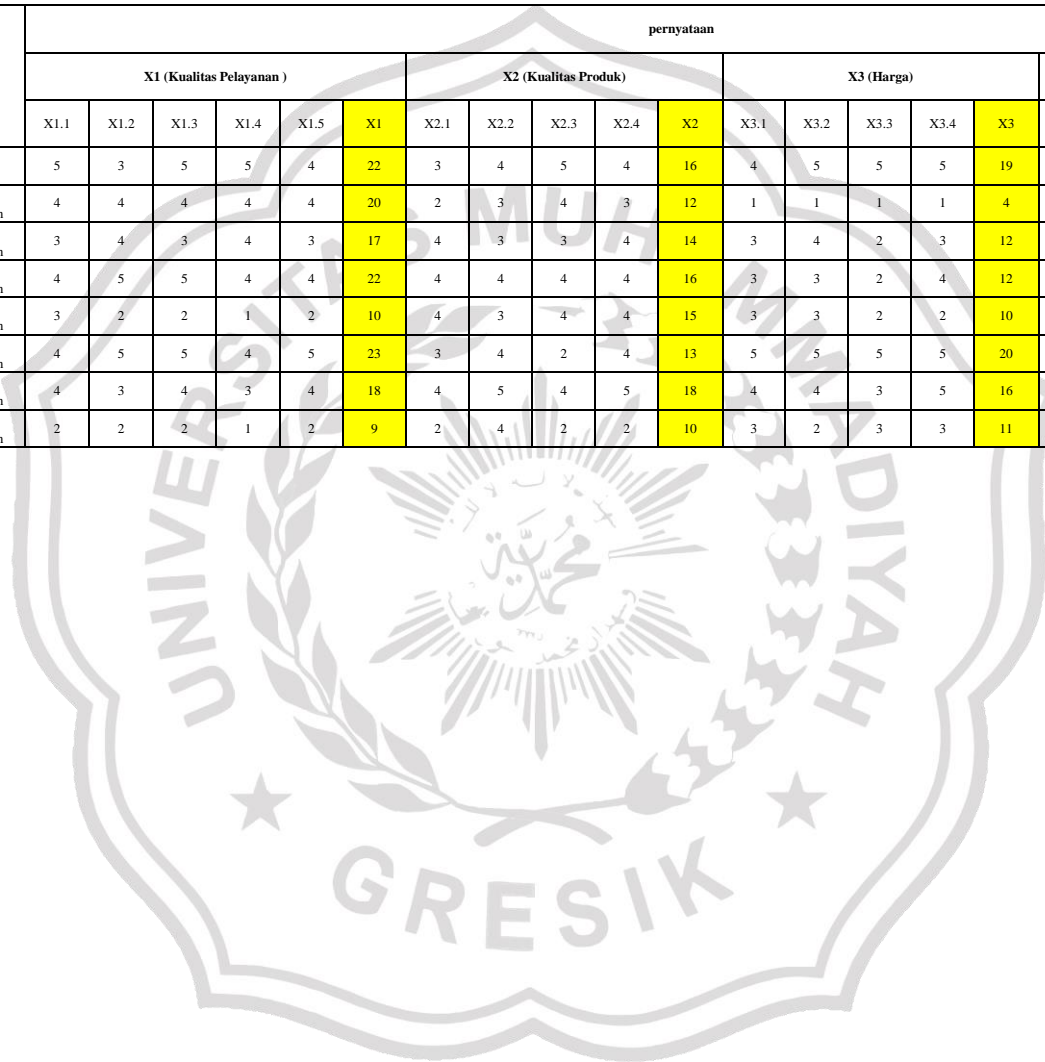 pernyataan
X1 (Kualitas Pelayanan ) X2 (Kualitas Produk) X3 (Harga)
X1.1 X1.2 X1.3 X1.4 X1.5 X1 X2.1 X2.2 X2.3 X2.4 X2 X3.1 X3.2 X3.3 X3.4 X3
5 3 5 5 4 22 3 4 5 4 16 4 5 5 5 19
n 4 4 4 4 4 20 2 3 4 3 12 1 1 1 1 4
n 3 4 3 4 3 17 4 3 3 4 14 3 4 2 3 12
n 4 5 5 4 4 22 4 4 4 4 16 3 3 2 4 12
n 3 2 2 1 2 10 4 3 4 4 15 3 3 2 2 10
n 4 5 5 4 5 23 3 4 2 4 13 5 5 5 5 20
n 4 3 4 3 4 18 4 5 4 5 18 4 4 3 5 16
n 2 2 2 1 2 9 2 4 2 2 10 3 2 3 3 11
UNIVERSITAS MUHAMMADIYAH
GRESIK